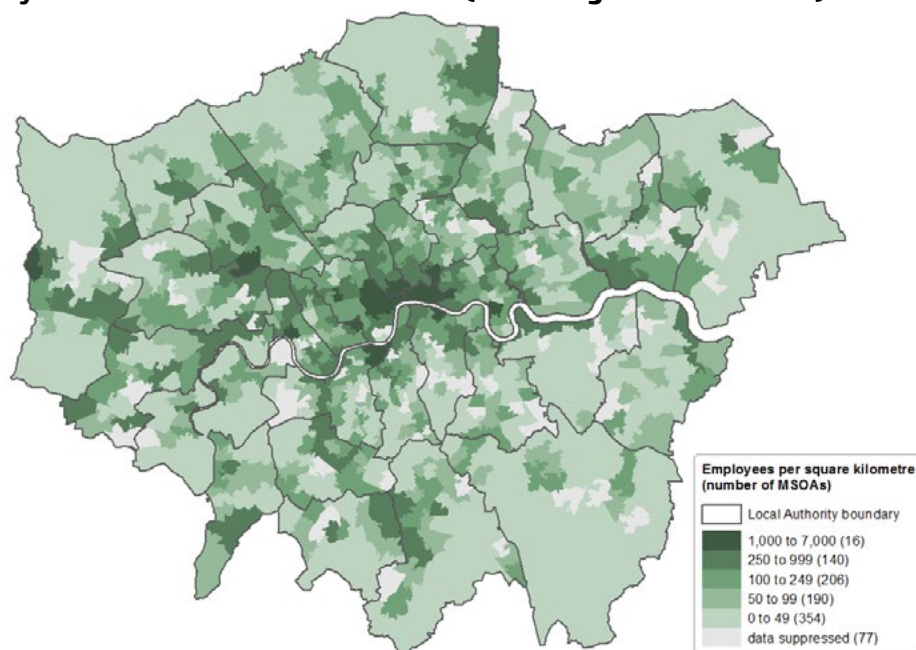 Employees per square kilometre
(number of MSOAs)
Local Authority boundary
1,000 to 7,000 (16)
250 to 999 (140)
100 to 249 (206)
50 to 99 (190)
0 to 49 (354)
data suppressed (77)